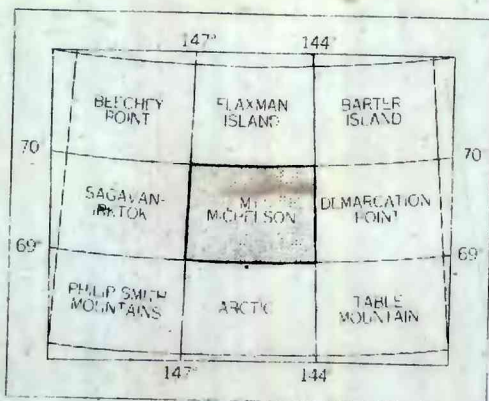 147° 144°
BEECHEY
POINT
FLAXMAN
ISLAND
BARTER
ISLAND
70 70
SAGAVAN-
IRKTOK
MT
MICHELSON
DEMARCATION
POINT
69° 69°
PHILIP SMITH
MOUNTAINS
ARCTIC
TABLE
MOUNTAIN
147° 144°